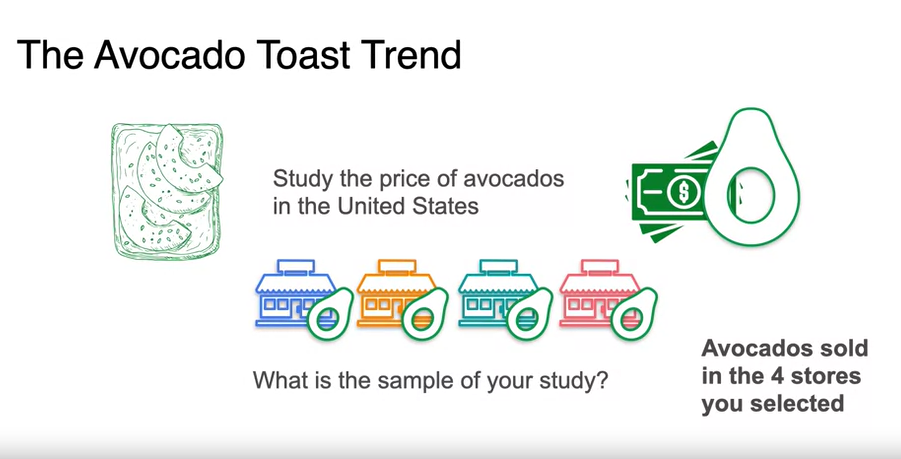 The Avocado Toast Trend
Study the price of avocados
in the United States
$
What is the sample of your study?
Avocados sold
in the 4 stores
you selected